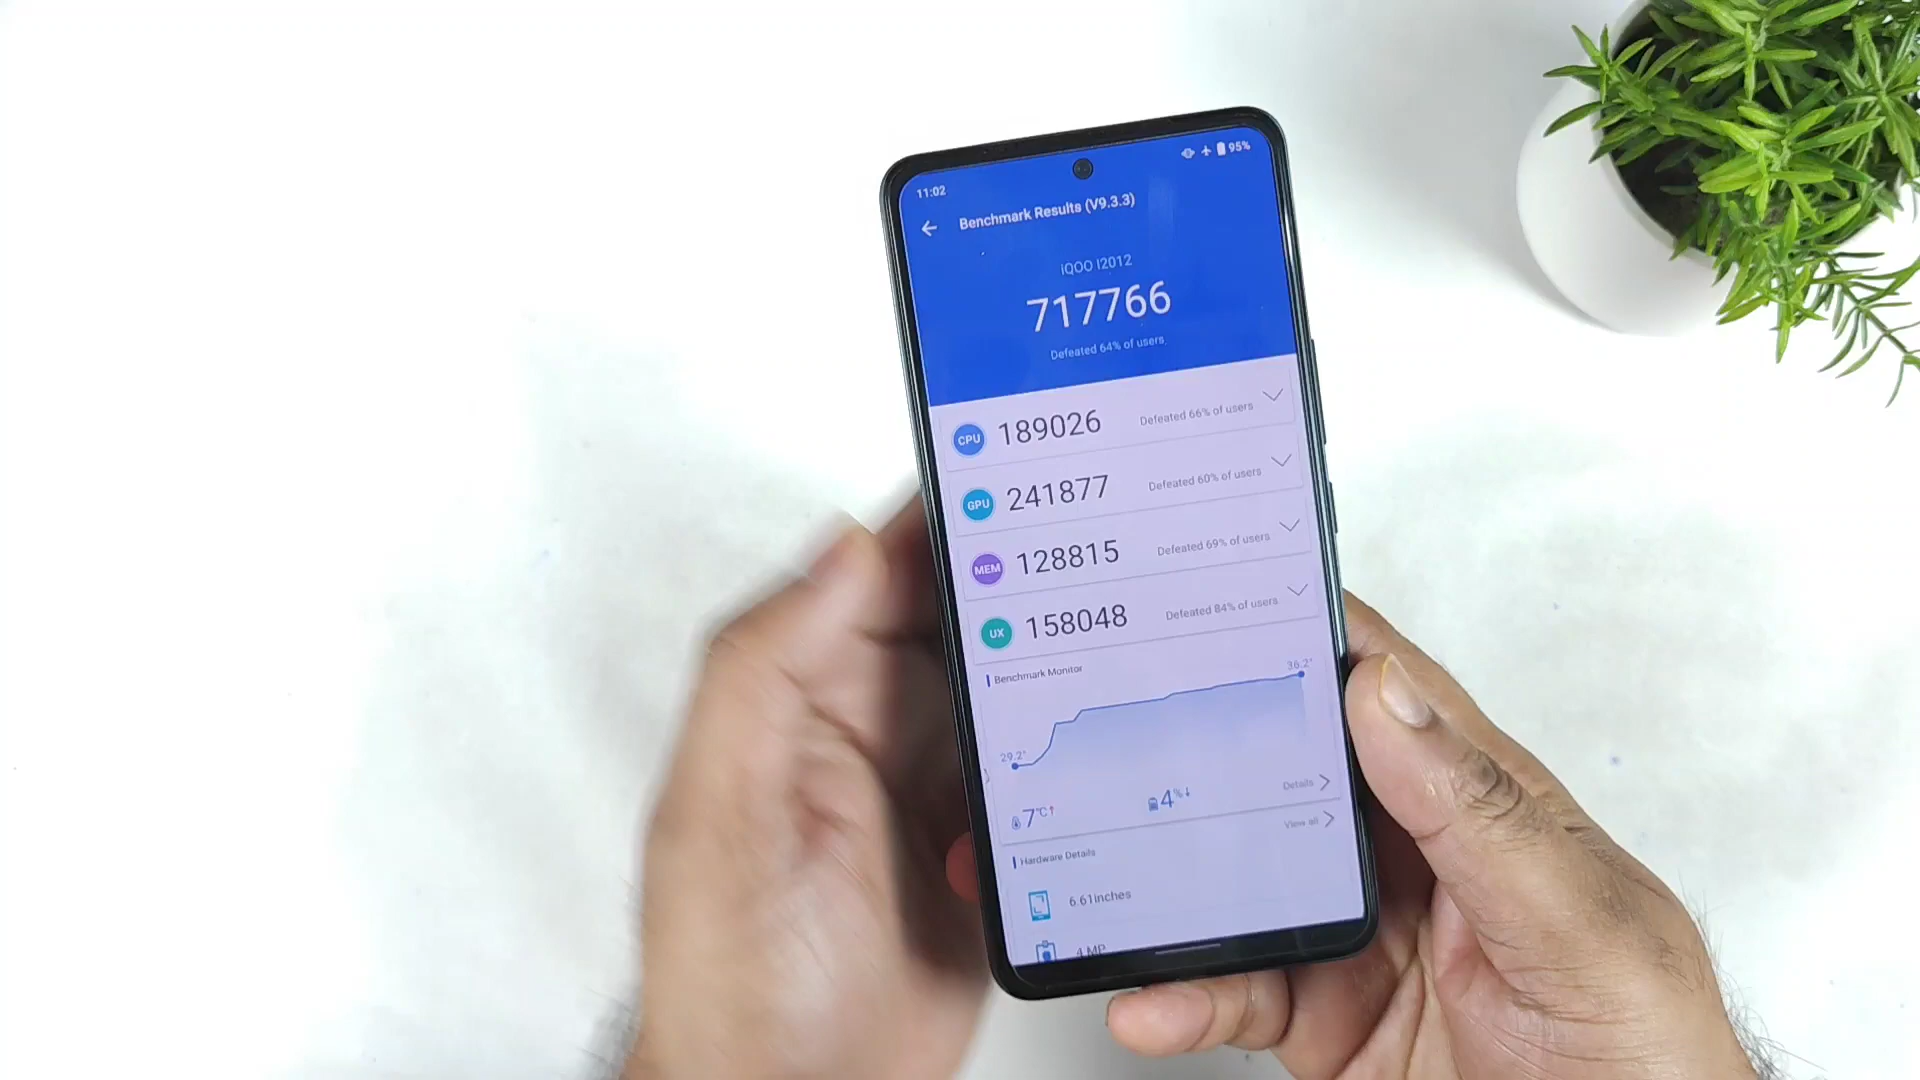 11:02 95%
Benchmark Results (V9.3.3)
iQOO I2012
717766
Defeated 64% of users
CPU 189026 Defeated 66% of users
GPU 241877 Defeated 60% of users
MEM 128815 Defeated 69% of users
UX 158048 Defeated 84% of users
Benchmark Monitor
36.2°
29.2°
7°C↑ 4%↓ Details
View all
Hardware Details
6.61inches
4 MP